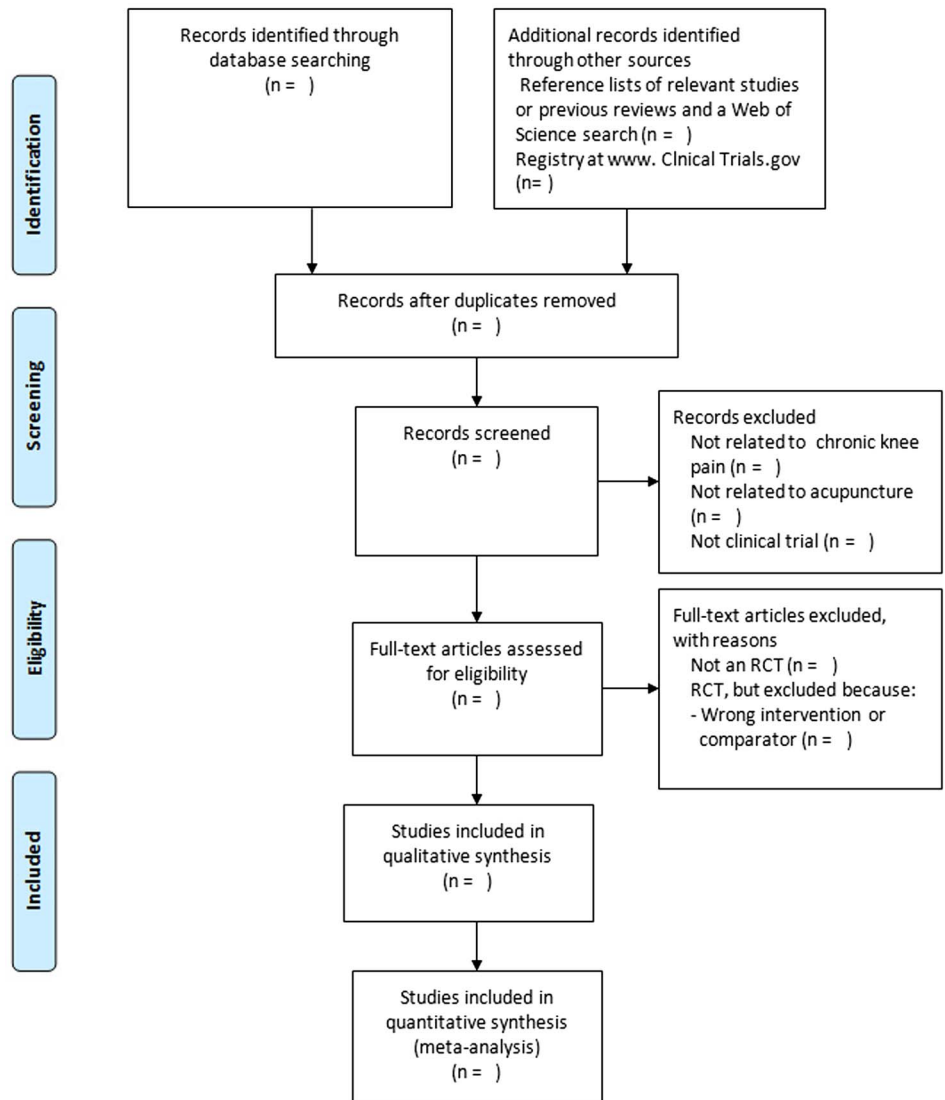 Records identified through
database searching
(n =   )
Additional records identified
through other sources
Reference lists of relevant studies
or previous reviews and a Web of
Science search (n =   )
Registry at www. Clnical Trials.gov
(n=  )
Identification
Records after duplicates removed
(n =   )
Screening
Records screened
(n =   )
Records excluded
Not related to  chronic knee
pain (n =   )
Not related to acupuncture
(n =   )
Not clinical trial (n =   )
Eligibility
Full-text articles assessed
for eligibility
(n =   )
Full-text articles excluded,
with reasons
Not an RCT (n =   )
RCT, but excluded because:
- Wrong intervention or
comparator (n =   )
Included
Studies included in
qualitative synthesis
(n =   )
Studies included in
quantitative synthesis
(meta-analysis)
(n =   )